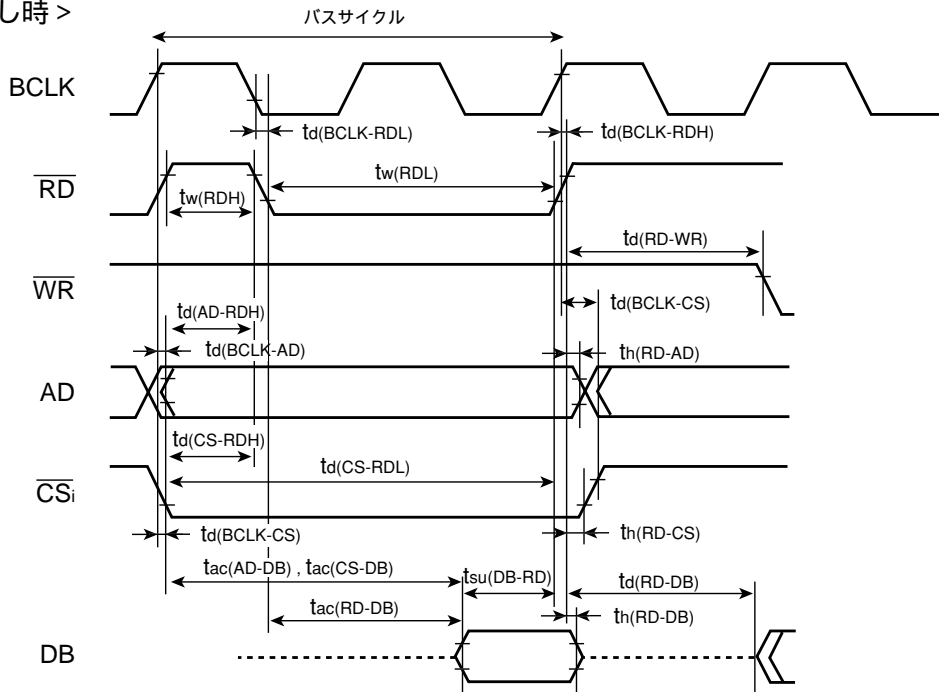 し時 >
バスサイクル
BCLK
td(BCLK-RDL)
td(BCLK-RDH)
RD
tw(RDH)
tw(RDL)
td(RD-WR)
WR
td(BCLK-CS)
td(AD-RDH)
td(BCLK-AD)
th(RD-AD)
AD
td(CS-RDH)
td(CS-RDL)
CSi
td(BCLK-CS)
th(RD-CS)
tac(AD-DB) , tac(CS-DB)
tsu(DB-RD)
td(RD-DB)
tac(RD-DB)
th(RD-DB)
DB